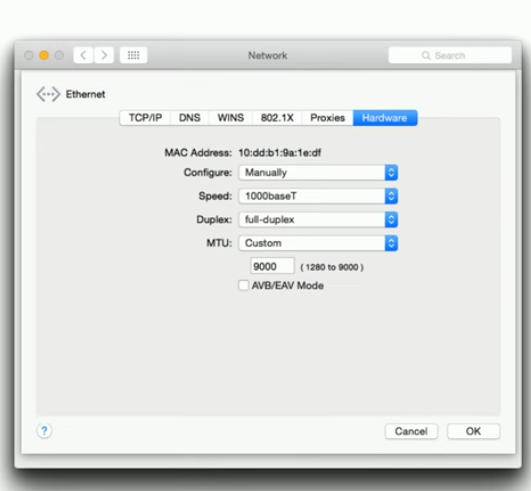 Network
Search
Ethernet
TCP/IP DNS WINS 802.1X Proxies Hardware
MAC Address: 10:dd:b1:9a:1e:df
Configure: Manually
Speed: 1000baseT
Duplex: full-duplex
MTU: Custom
9000 ( 1280 to 9000 )
AVB/EAV Mode
? Cancel OK